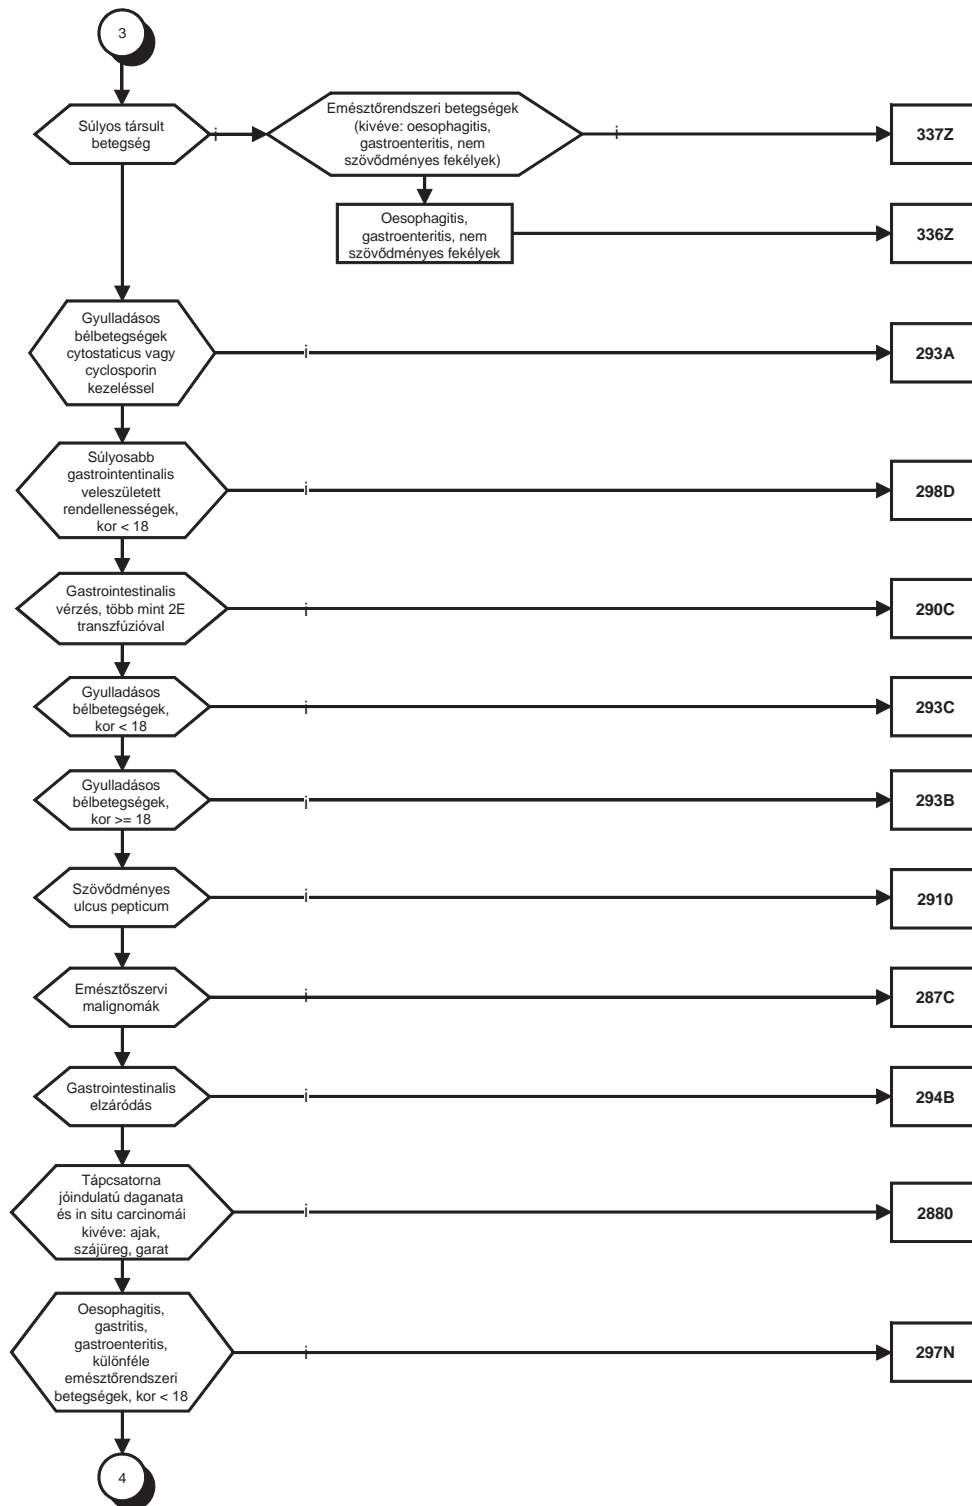 3
Súlyos társult
betegség
i
Emésztőrendszeri betegségek
(kivéve: oesophagitis,
gastroenteritis, nem
szövődményes fekélyek)
i
337Z
Oesophagitis,
gastroenteritis, nem
szövődményes fekélyek
336Z
Gyulladásos
bélbetegségek
cytostaticus vagy
cyclosporin
kezeléssel
i
293A
Súlyosabb
gastrointentinalis
veleszületett
rendellenességek,
kor < 18
i
298D
Gastrointestinalis
vérzés, több mint 2E
transzfúzióval
i
290C
Gyulladásos
bélbetegségek,
kor < 18
i
293C
Gyulladásos
bélbetegségek,
kor >= 18
i
293B
Szövődményes
ulcus pepticum
i
2910
Emésztőszervi
malignomák
i
287C
Gastrointestinalis
elzáródás
i
294B
Tápcsatorna
jóindulatú daganata
és in situ carcinomái
kivéve: ajak,
szájüreg, garat
i
2880
Oesophagitis,
gastritis,
gastroenteritis,
különféle
emésztőrendszeri
betegségek, kor < 18
i
297N
4